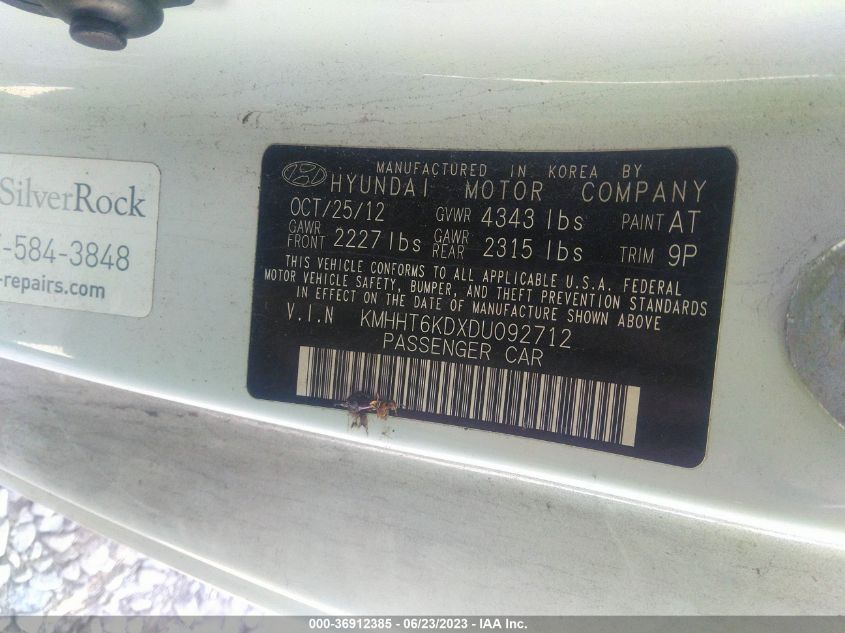 SilverRock
-584-3848
-repairs.com
MANUFACTURED IN KOREA BY
HYUNDAI MOTOR COMPANY
OCT/25/12 GVWR 4343 lbs PAINT AT
GAWR FRONT 2227 lbs GAWR REAR 2315 lbs TRIM 9P
THIS VEHICLE CONFORMS TO ALL APPLICABLE U.S.A. FEDERAL
MOTOR VEHICLE SAFETY, BUMPER, AND THEFT PREVENTION STANDARDS
IN EFFECT ON THE DATE OF MANUFACTURE SHOWN ABOVE
V.I.N KMHHT6KDXDU092712
PASSENGER CAR
000-36912385 - 06/23/2023 - IAA Inc.